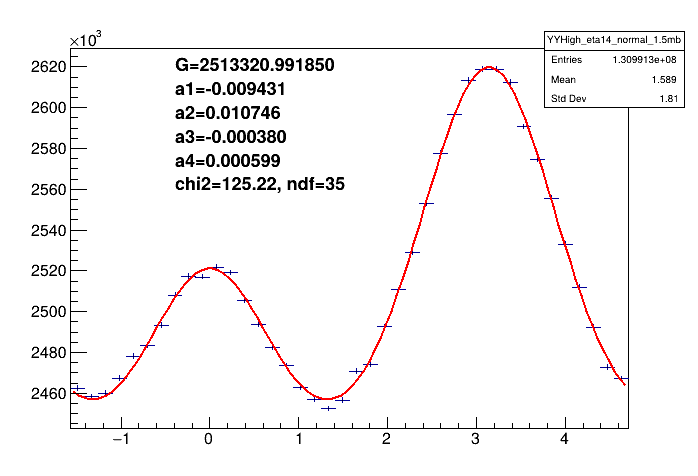 ×10³
YYHigh_eta14_normal_1.5mb
Entries 1.309913e+08
Mean 1.589
Std Dev 1.81
G=2513320.991850
a1=-0.009431
a2=0.010746
a3=-0.000380
a4=0.000599
chi2=125.22, ndf=35
2620
2600
2580
2560
2540
2520
2500
2480
2460
−1 0 1 2 3 4